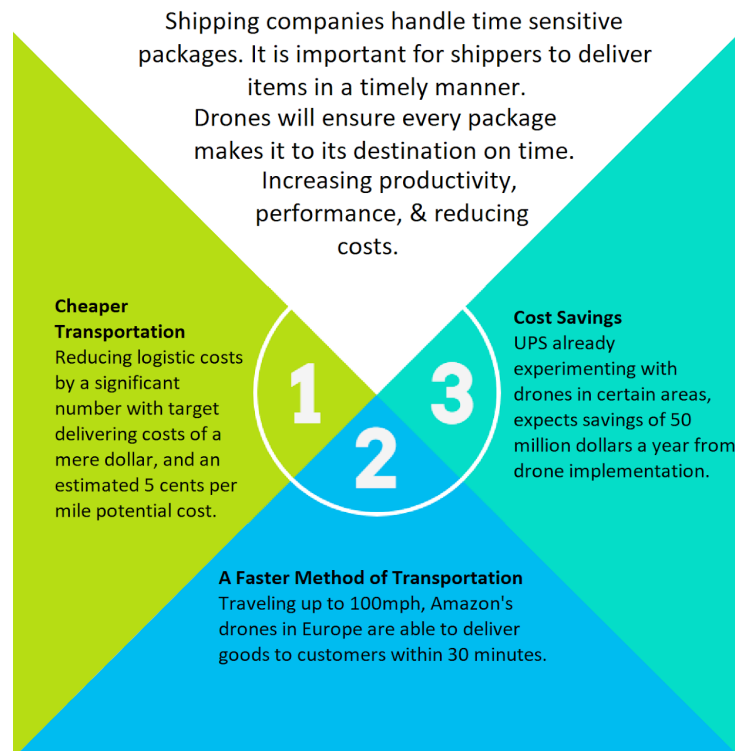 Shipping companies handle time sensitive
packages. It is important for shippers to deliver
items in a timely manner.
Drones will ensure every package
makes it to its destination on time.
Increasing productivity,
performance, & reducing
costs.
1
Cheaper
Transportation
Reducing logistic costs
by a significant
number with target
delivering costs of a
mere dollar, and an
estimated 5 cents per
mile potential cost.
2
A Faster Method of Transportation
Traveling up to 100mph, Amazon's
drones in Europe are able to deliver
goods to customers within 30 minutes.
3
Cost Savings
UPS already
experimenting with
drones in certain areas,
expects savings of 50
million dollars a year from
drone implementation.